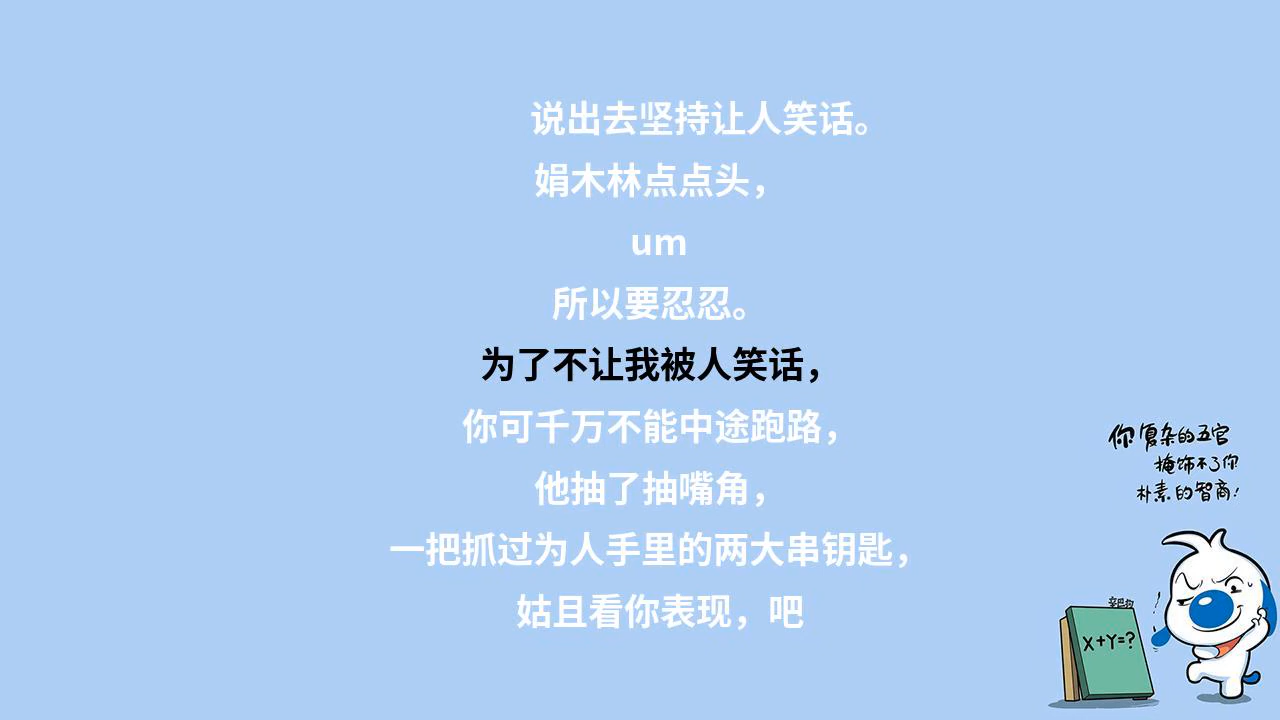 说出去坚持让人笑话。
娟木林点点头，
um
所以要忍忍。
为了不让我被人笑话，
你可千万不能中途跑路，
他抽了抽嘴角，
一把抓过为人手里的两大串钥匙，
姑且看你表现，吧
你复杂的五官
掩饰不了你
朴素的智商！
X+Y=?